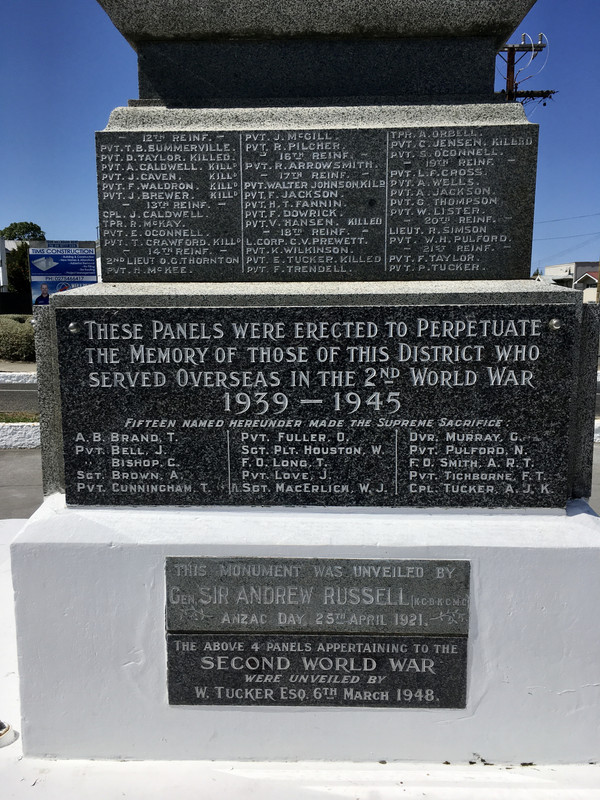 - 12TH REINF. -
PVT. T.B. SUMMERVILLE.
PVT. D. TAYLOR. KILLED.
PVT. A. CALDWELL. KILLD
PVT. J. CAVEN. KILLD
PVT. F. WALDRON. KILLD
PVT. J. BREWER. KILLD
- 13TH REINF. -
CPL. J. CALDWELL.
TPR. R. McKAY.
PVT. E. OCONNELL.
PVT. T. CRAWFORD. KILLD
- 14TH REINF. -
2ND LIEUT O.G. THORNTON
PVT. H. McKEE.
PVT. J. McGILL.
PVT. R. PILCHER.
- 16TH REINF. -
PVT. R. ARROWSMITH.
- 17TH REINF. -
PVT. WALTER JOHNSON. KILD
PVT. F. JACKSON.
PVT. H. T. FANNIN.
PVT. F. DOWRICK.
PVT. V. HANSEN. KILLED
- 18TH REINF. -
L. CORP. C.V. PREWETT.
PVT. K. WILKINSON.
PVT. E. TUCKER. KILLED
PVT. F. TRENDELL.
TPR. A. ORBELL.
PVT. C. JENSEN. KILLED
PVT. S. OCONNELL.
- 19TH REINF. -
PVT. L. F. CROSS.
PVT. A. WELLS.
PVT. A. JACKSON.
PVT. G. THOMPSON
PVT. W. LISTER.
- 20TH REINF. -
LIEUT. R. SIMSON
PVT. W. H. PULFORD.
- 21ST REINF. -
PVT. F. TAYLOR.
PVT. P. TUCKER.
CONSTRUCTION
THESE PANELS WERE ERECTED TO PERPETUATE
THE MEMORY OF THOSE OF THIS DISTRICT WHO
SERVED OVERSEAS IN THE 2ND WORLD WAR
1939 — 1945
FIFTEEN NAMED HEREUNDER MADE THE SUPREME SACRIFICE:
A. B. BRAND, T.
PVT. BELL, J.
" BISHOP, C.
SGT. BROWN, A.
PVT. CUNNINGHAM, T.
PVT. FULLER, D.
SGT. PLT. HOUSTON, W.
F. O. LONG, T.
PVT. LOVE, J.
SGT. MACERLICH, W. J.
DVR. MURRAY, G.
PVT. PULFORD, N.
F. O. SMITH, A. R. T.
PVT. TICHBORNE, F. T.
CPL. TUCKER, A. J. K.
THIS MONUMENT WAS UNVEILED BY
GEN. SIR ANDREW RUSSELL (K.C.B. K.C.M.G.)
ANZAC DAY, 25TH APRIL 1921.
THE ABOVE 4 PANELS APPERTAINING TO THE
SECOND WORLD WAR
WERE UNVEILED BY
W. TUCKER ESQ. 6TH MARCH 1948.